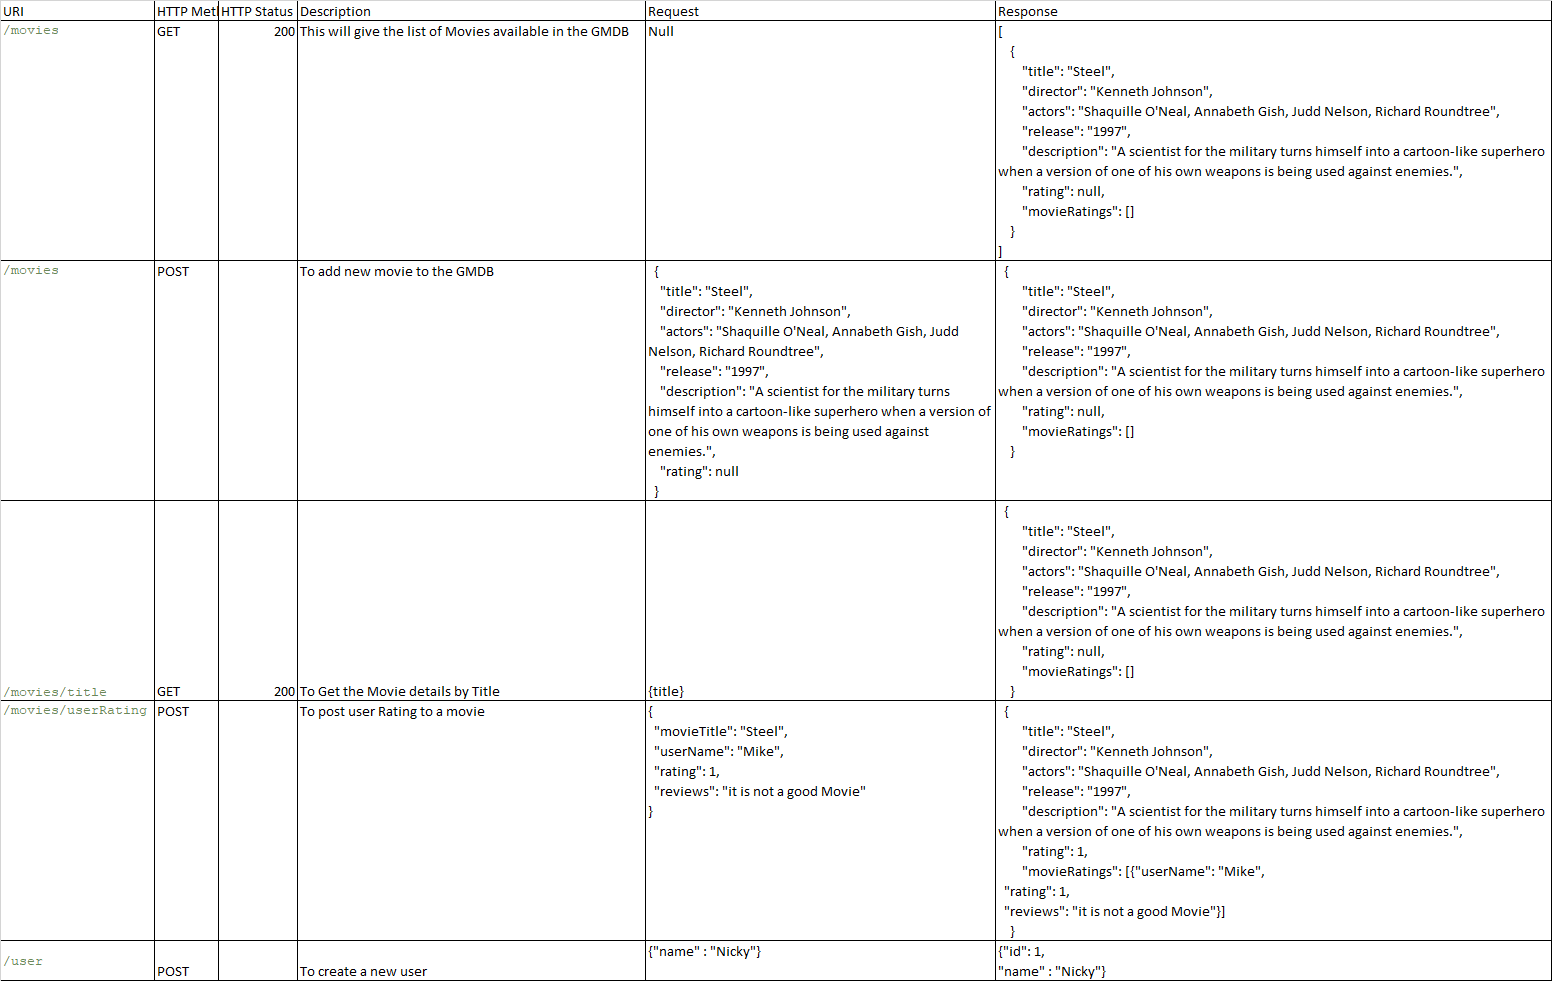 URI HTTP Met HTTP Status Description Request Response
/movies GET 200 This will give the list of Movies available in the GMDB Null [
{
"title": "Steel",
"director": "Kenneth Johnson",
"actors": "Shaquille O'Neal, Annabeth Gish, Judd Nelson, Richard Roundtree",
"release": "1997",
"description": "A scientist for the military turns himself into a cartoon-like superhero
when a version of one of his own weapons is being used against enemies.",
"rating": null,
"movieRatings": []
}
]
/movies POST To add new movie to the GMDB
{
"title": "Steel",
"director": "Kenneth Johnson",
"actors": "Shaquille O'Neal, Annabeth Gish, Judd
Nelson, Richard Roundtree",
"release": "1997",
"description": "A scientist for the military turns
himself into a cartoon-like superhero when a version of
one of his own weapons is being used against
enemies.",
"rating": null
}
{
"title": "Steel",
"director": "Kenneth Johnson",
"actors": "Shaquille O'Neal, Annabeth Gish, Judd Nelson, Richard Roundtree",
"release": "1997",
"description": "A scientist for the military turns himself into a cartoon-like superhero
when a version of one of his own weapons is being used against enemies.",
"rating": null,
"movieRatings": []
}
/movies/title GET 200 To Get the Movie details by Title {title}
{
"title": "Steel",
"director": "Kenneth Johnson",
"actors": "Shaquille O'Neal, Annabeth Gish, Judd Nelson, Richard Roundtree",
"release": "1997",
"description": "A scientist for the military turns himself into a cartoon-like superhero
when a version of one of his own weapons is being used against enemies.",
"rating": null,
"movieRatings": []
}
/movies/userRating POST To post user Rating to a movie
{
"movieTitle": "Steel",
"userName": "Mike",
"rating": 1,
"reviews": "it is not a good Movie"
}
{
"title": "Steel",
"director": "Kenneth Johnson",
"actors": "Shaquille O'Neal, Annabeth Gish, Judd Nelson, Richard Roundtree",
"release": "1997",
"description": "A scientist for the military turns himself into a cartoon-like superhero
when a version of one of his own weapons is being used against enemies.",
"rating": 1,
"movieRatings": [{"userName": "Mike",
"rating": 1,
"reviews": "it is not a good Movie"}]
}
/user POST To create a new user
{"name" : "Nicky"}
{"id": 1,
"name" : "Nicky"}